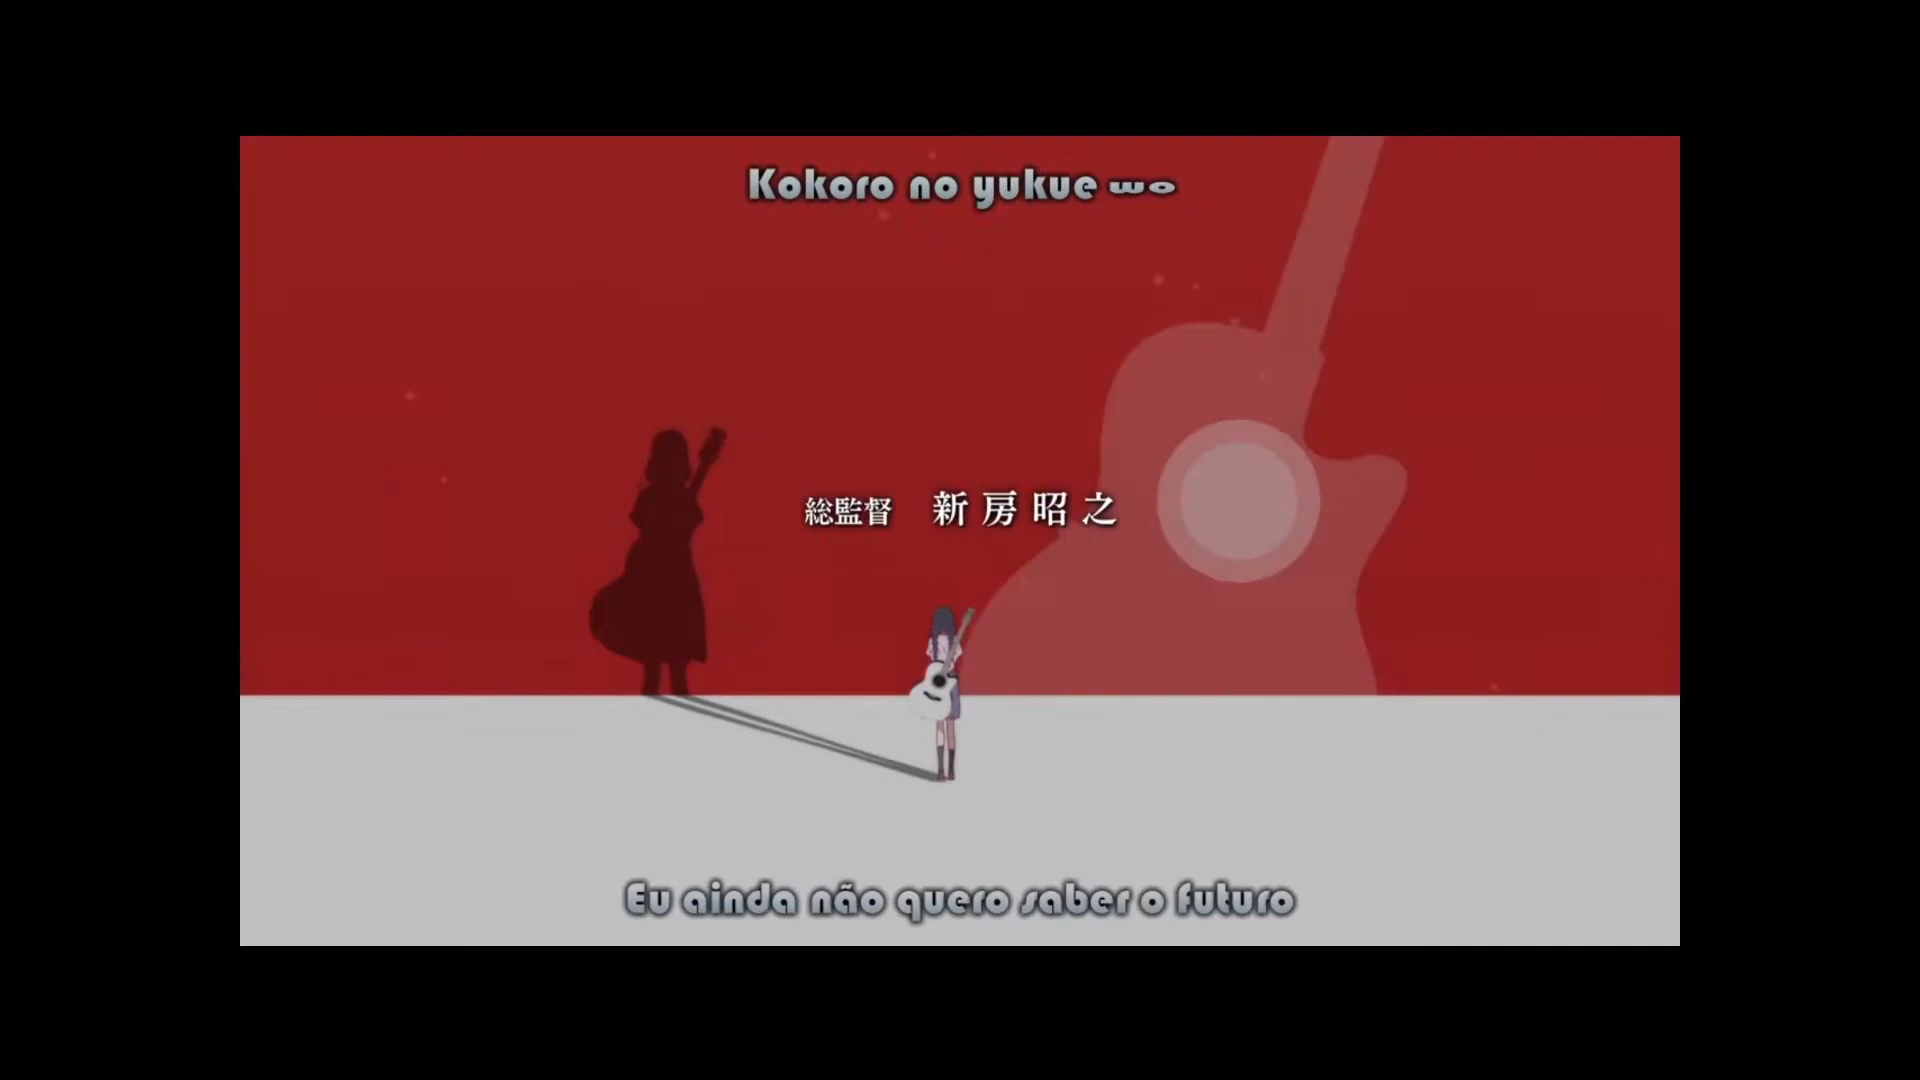 Kokoro no yukue wo
総監督 新房昭之
Eu ainda não quero saber o futuro